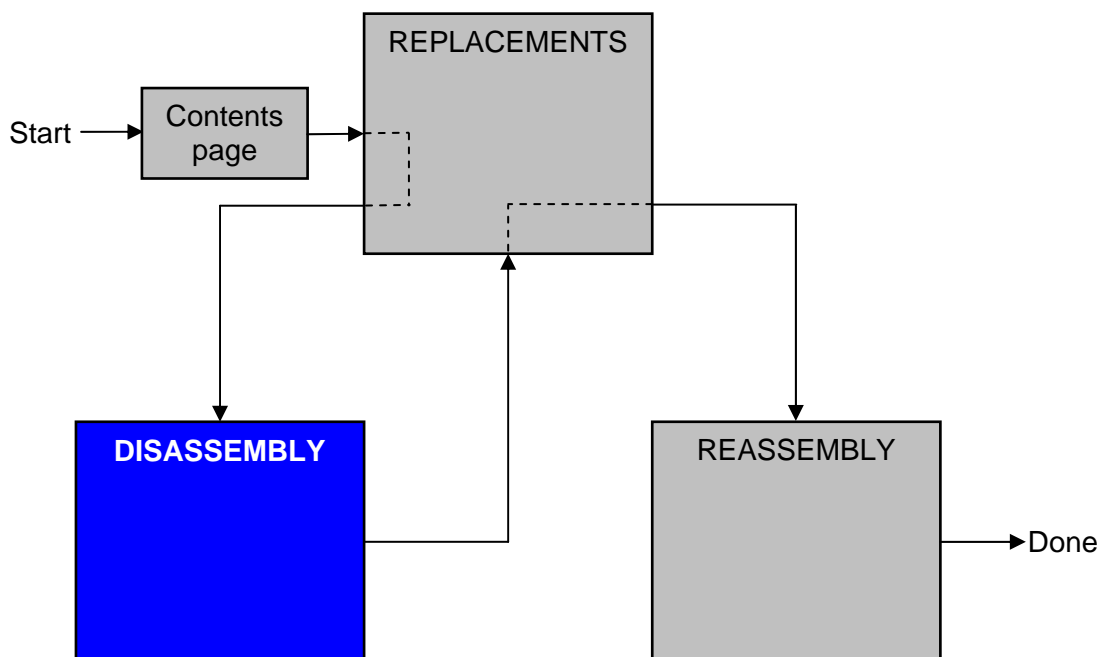 REPLACEMENTS
Start
Contents
page
DISASSEMBLY
REASSEMBLY
Done